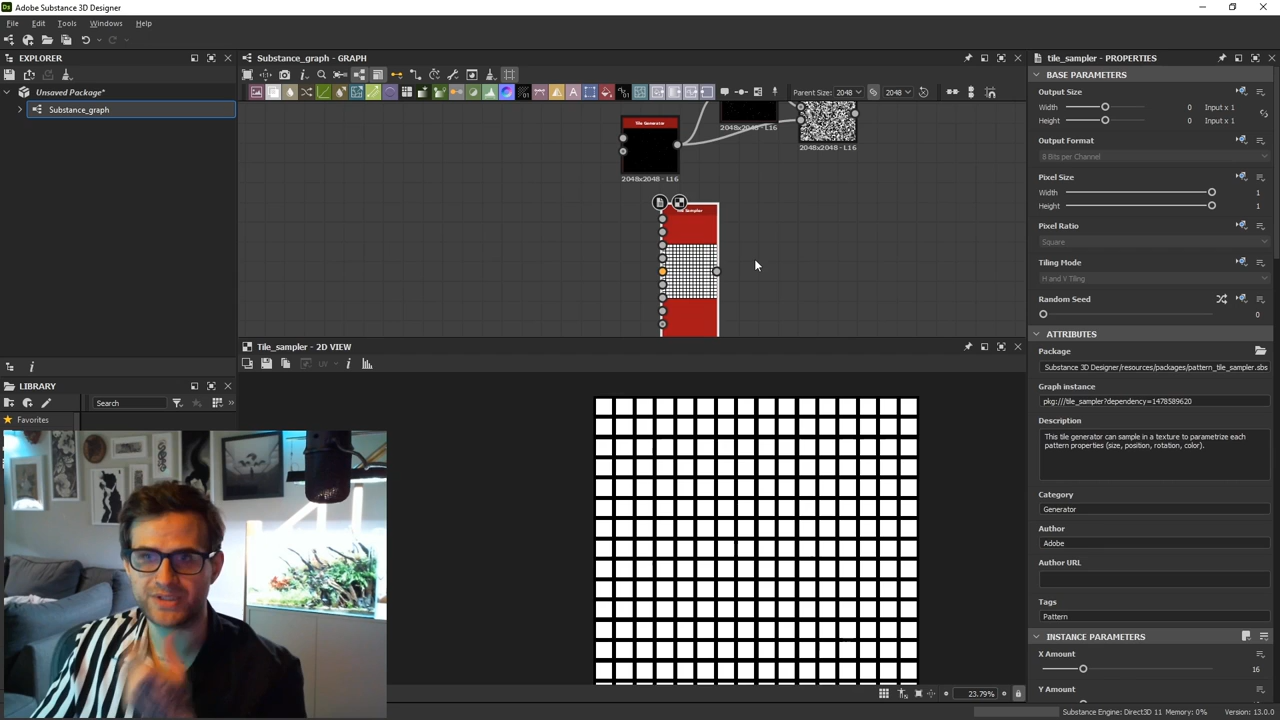 Adobe Substance 3D Designer
File Edit Tools Windows Help
EXPLORER
Unsaved Package*
Substance_graph
LIBRARY
Search
Favorites
Substance_graph - GRAPH
Parent Size: 2048 2048
Tile Generator
2048x2048 - L16
2048x2048 - L16
2048x2048 - L16
Tile Sampler
Tile_sampler - 2D VIEW
UV
23.79%
tile_sampler - PROPERTIES
BASE PARAMETERS
Output Size
Width 0 Input x 1
Height 0 Input x 1
Output Format
8 Bits per Channel
Pixel Size
Width 1
Height 1
Pixel Ratio
Square
Tiling Mode
H and V Tiling
Random Seed
0
ATTRIBUTES
Package
Substance 3D Designer/resources/packages/pattern_tile_sampler.sbs
Graph instance
pkg:///tile_sampler?dependency=1478589620
Description
This tile generator can sample in a texture to parametrize each
pattern properties (size, position, rotation, color).
Category
Generator
Author
Adobe
Author URL
Tags
Pattern
INSTANCE PARAMETERS
X Amount
16
Y Amount
Substance Engine: Direct3D 11 Memory: 0% Version: 13.0.0